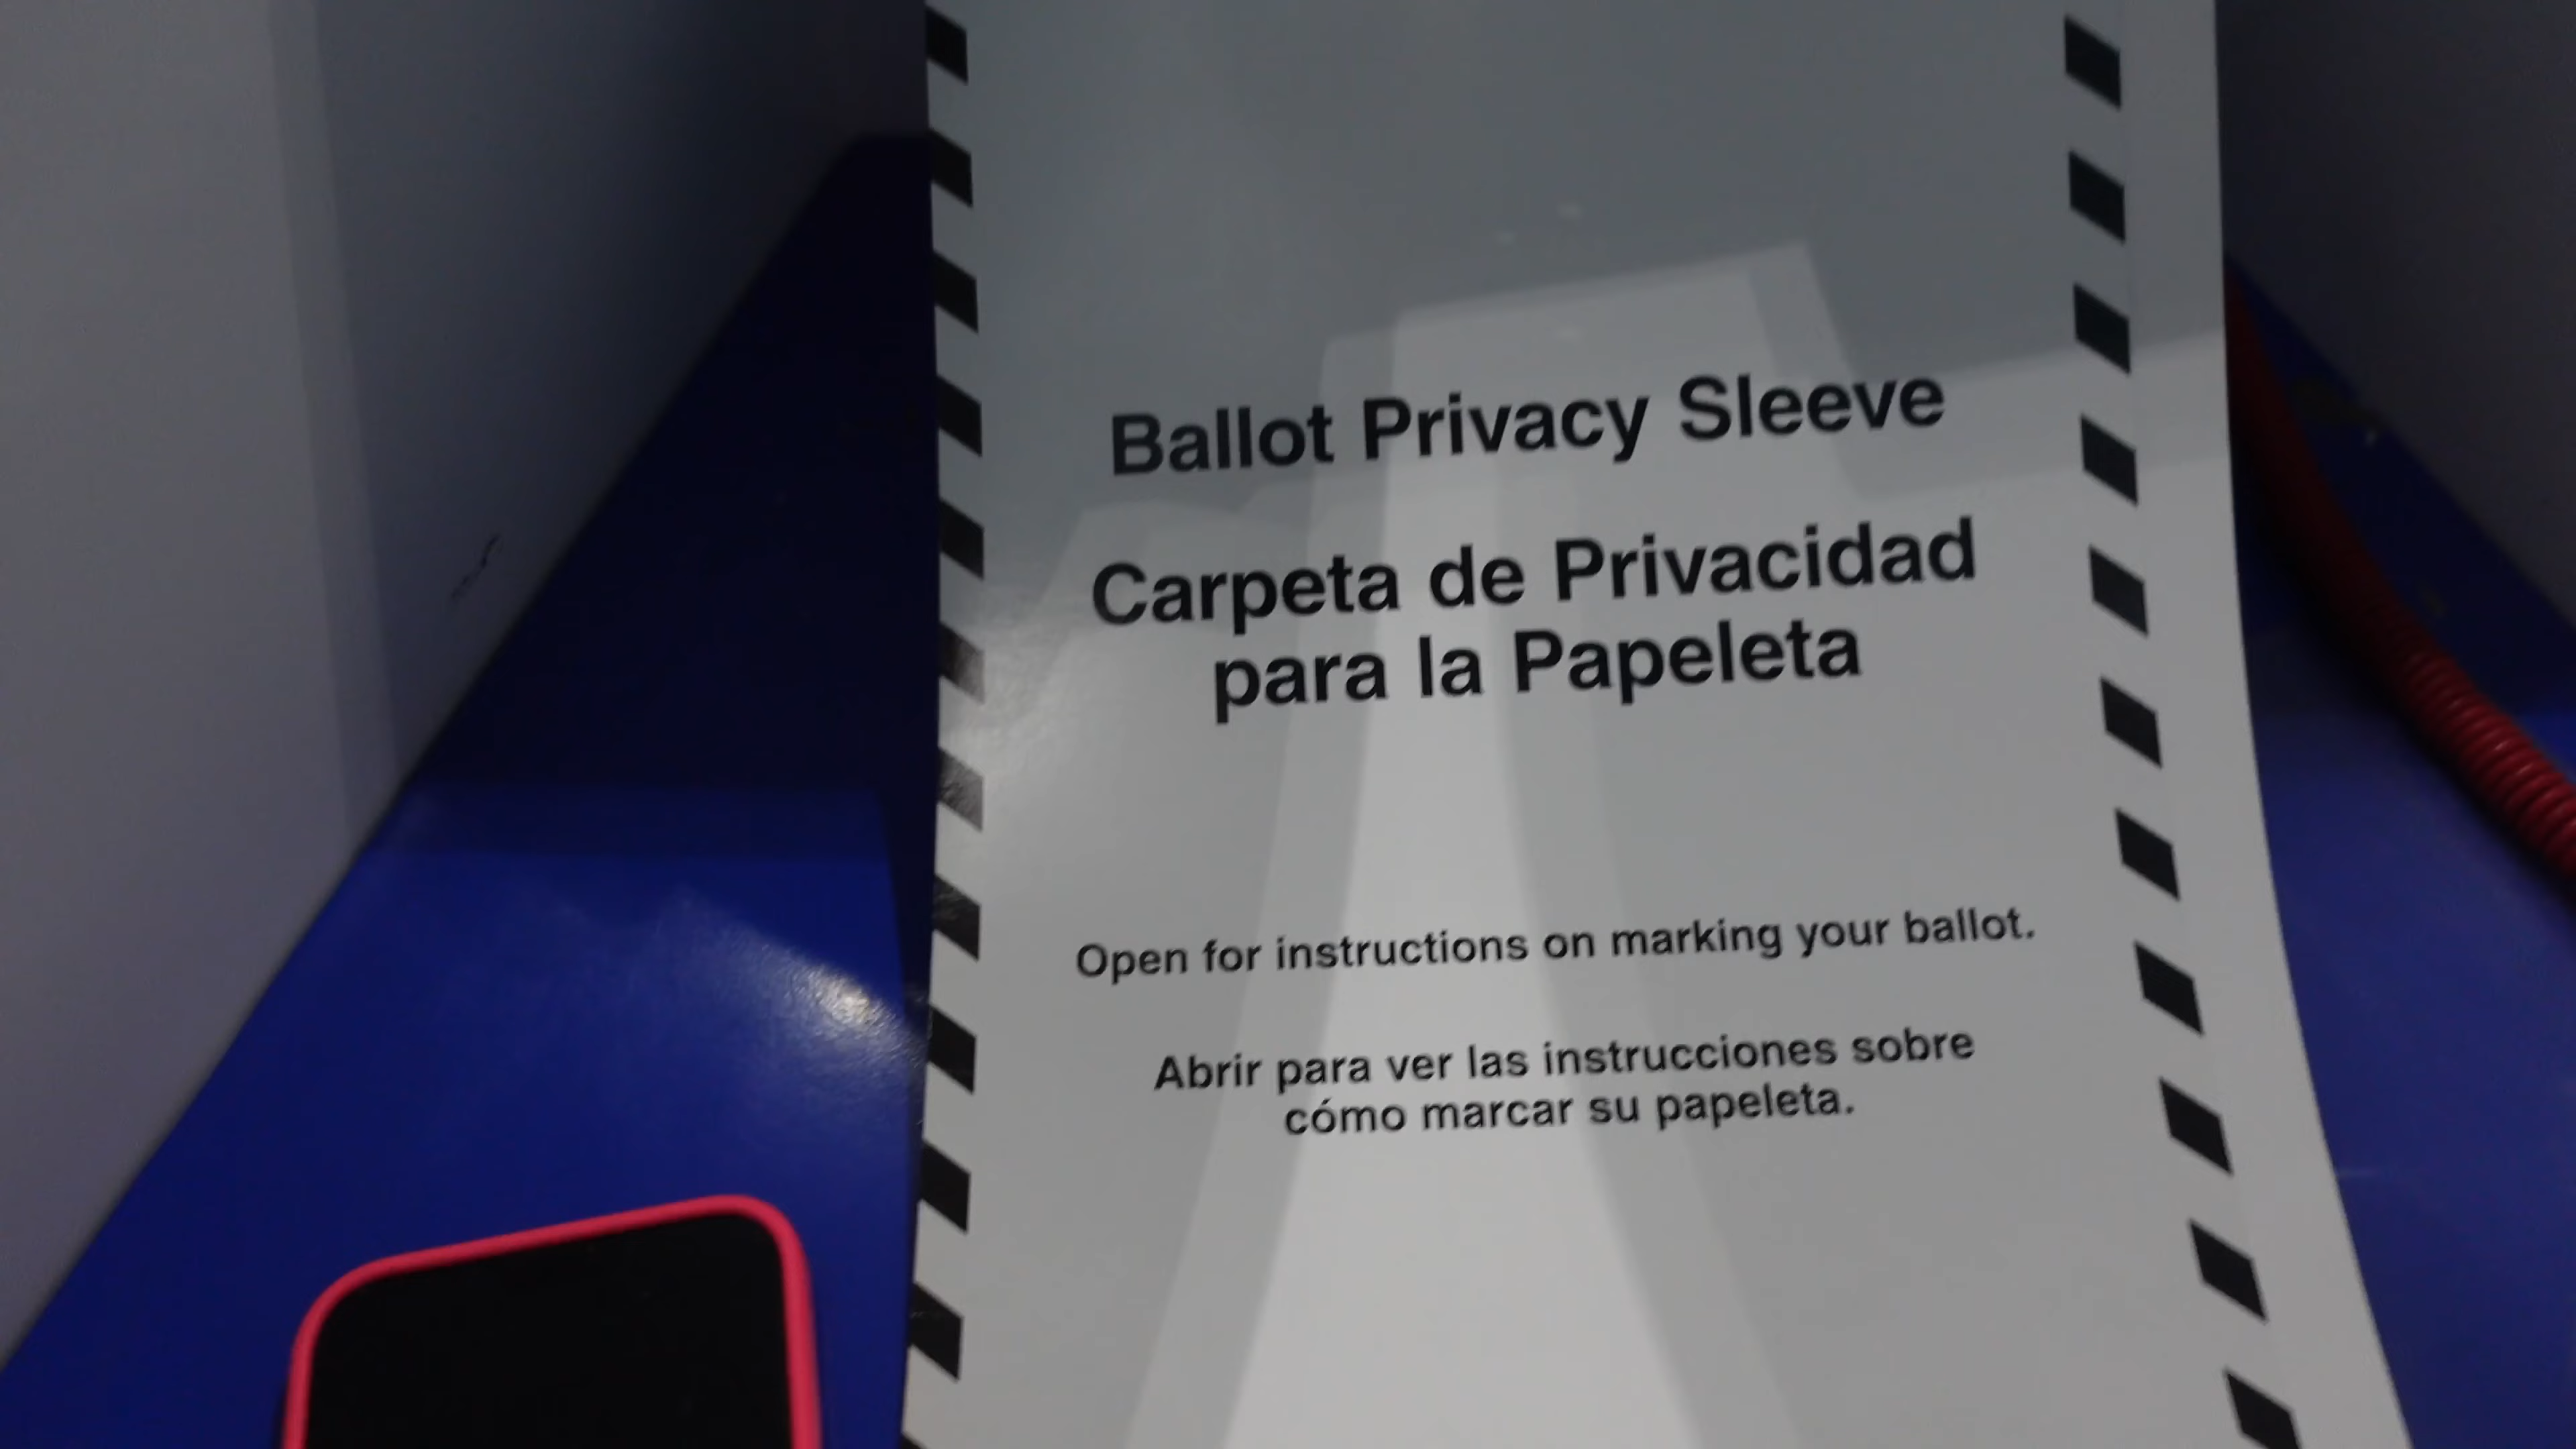 Ballot Privacy Sleeve
Carpeta de Privacidad
para la Papeleta
Open for instructions on marking your ballot.
Abrir para ver las instrucciones sobre
cómo marcar su papeleta.